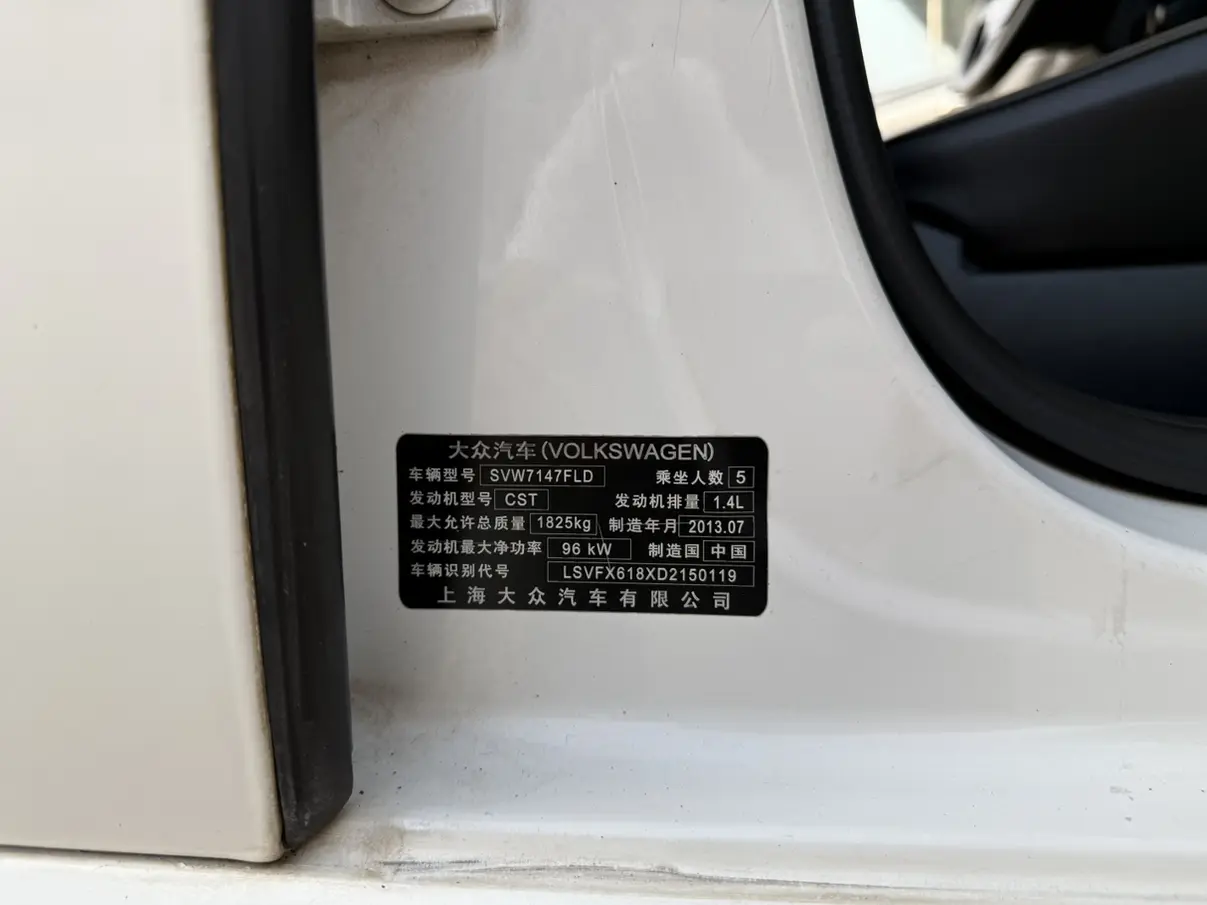 大众汽车(VOLKSWAGEN)
车辆型号 SVW7147FLD 乘坐人数 5
发动机型号 CST 发动机排量 1.4L
最大允许总质量 1825kg 制造年月 2013.07
发动机最大净功率 96 kW 制造国 中国
车辆识别代号 LSVFX618XD2150119
上海大众汽车有限公司